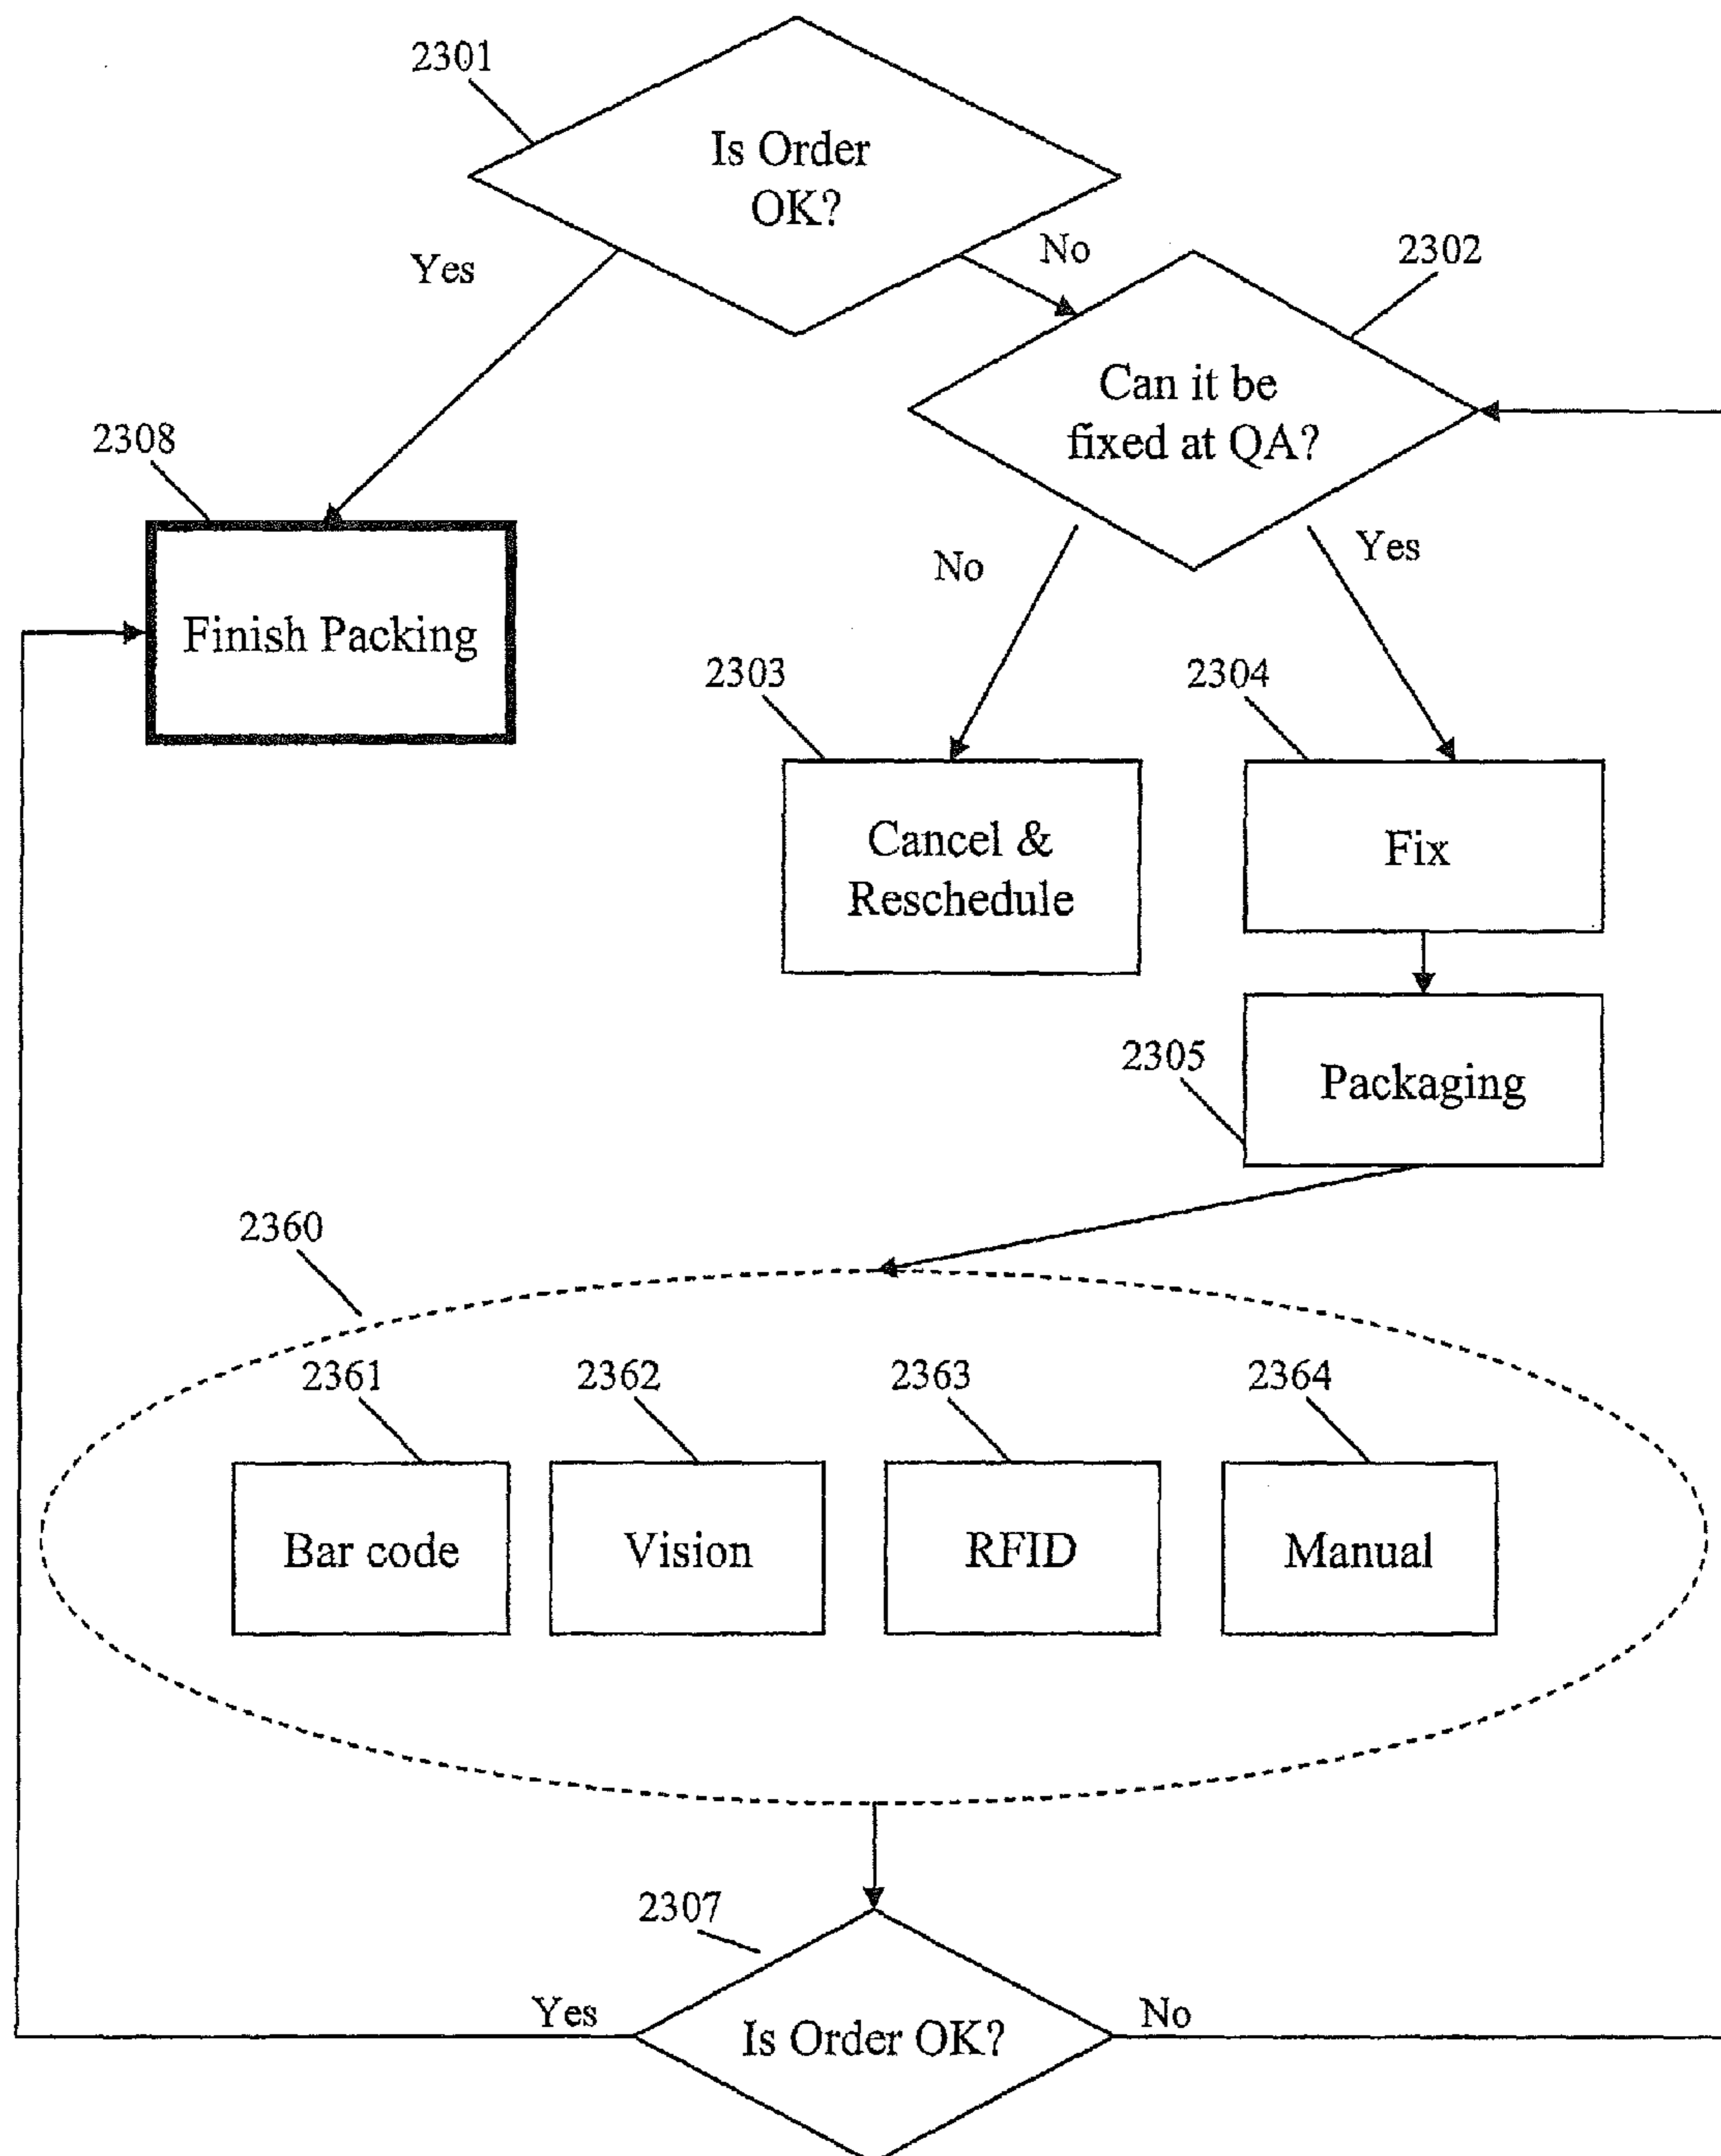 2301
Is Order
OK?
Yes
No
2302
Can it be
fixed at QA?
2308
Finish Packing
No
Yes
2303
2304
Cancel &
Reschedule
Fix
2305
Packaging
2360
2361
2362
2363
2364
Bar code
Vision
RFID
Manual
2307
Yes
Is Order OK?
No